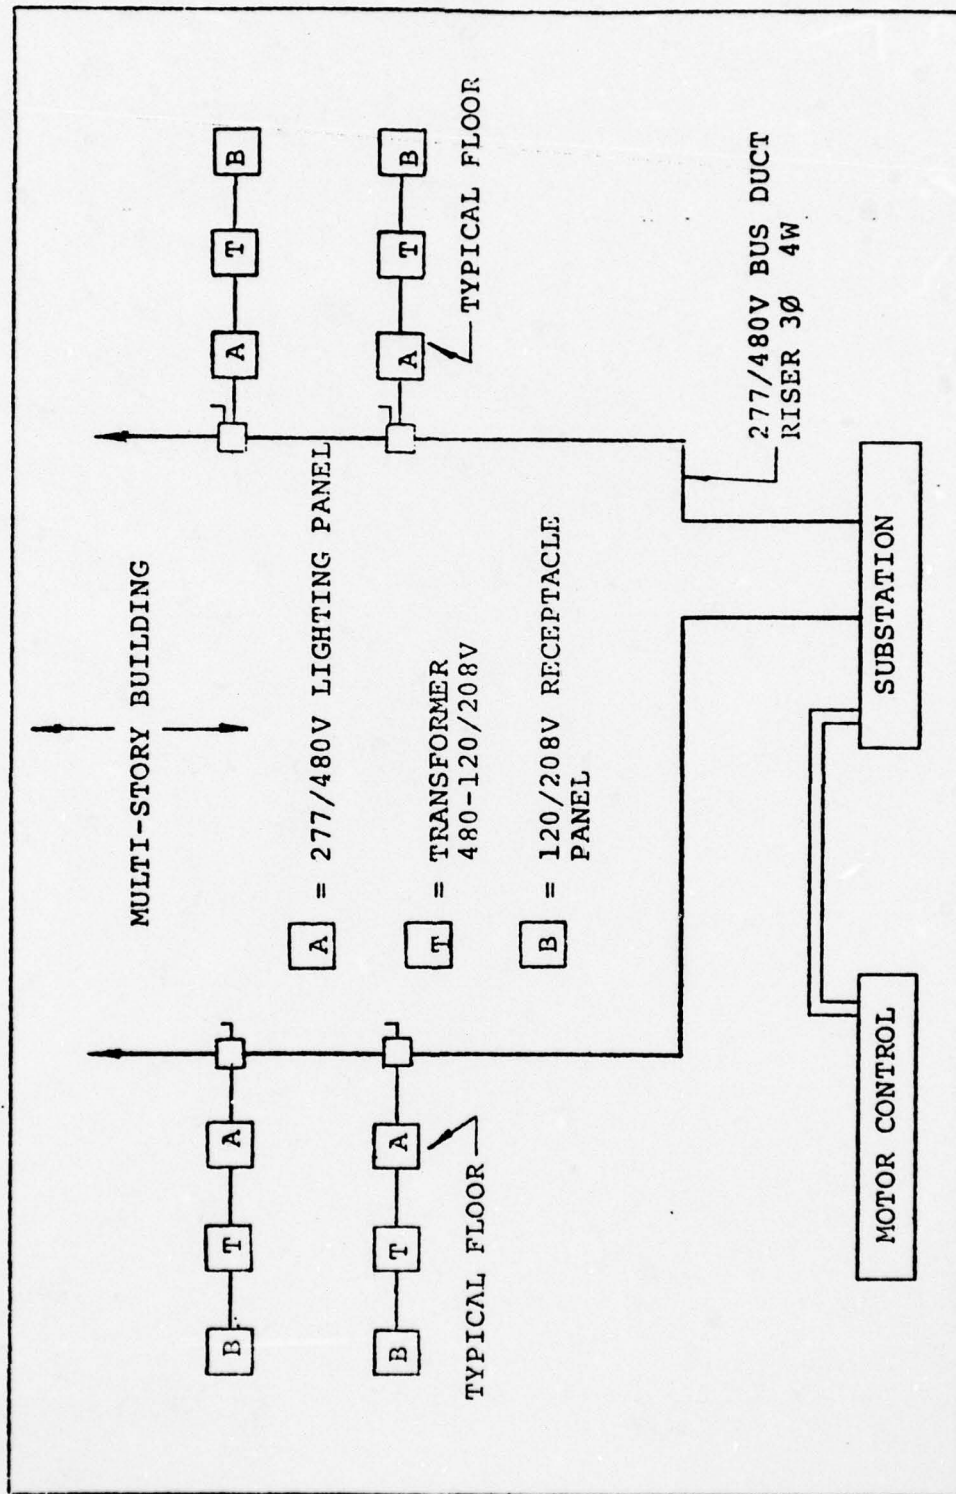 MULTI-STORY BUILDING
B T A
A T B
B T A
A T B
TYPICAL FLOOR
TYPICAL FLOOR
A = 277/480V LIGHTING PANEL
T = TRANSFORMER
480-120/208V
B = 120/208V RECEPTACLE
PANEL
277/480V BUS DUCT
RISER 3Ø 4W
MOTOR CONTROL
SUBSTATION